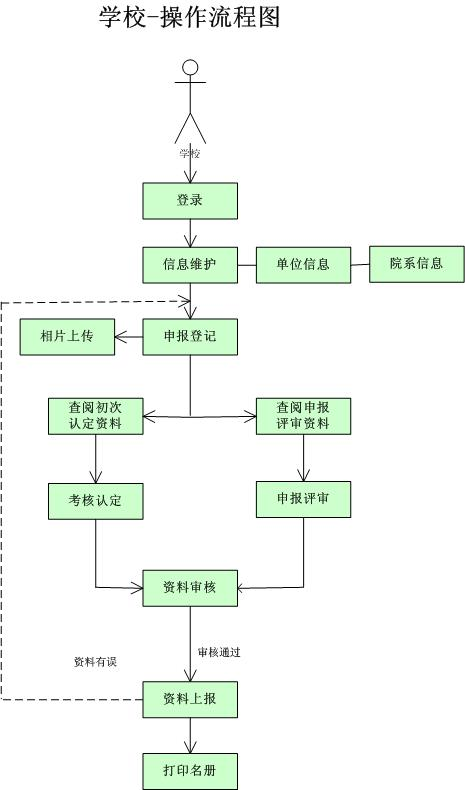 学校-操作流程图
学校
登录
信息维护
单位信息
院系信息
相片上传
申报登记
查阅初次
认定资料
查阅申报
评审资料
考核认定
申报评审
资料审核
资料有误
审核通过
资料上报
打印名册